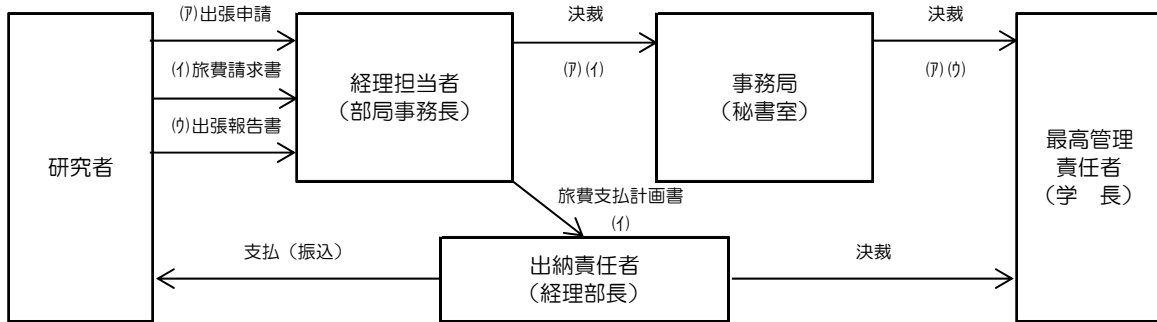 (ｱ)出張申請
(ｲ)旅費請求書
(ｳ)出張報告書
研究者
経理担当者
（部局事務長）
決裁
(ｱ)(ｲ)
事務局
（秘書室）
決裁
(ｱ)(ｳ)
最高管理
責任者
（学　長）
旅費支払計画書
(ｲ)
支払（振込）
出納責任者
（経理部長）
決裁